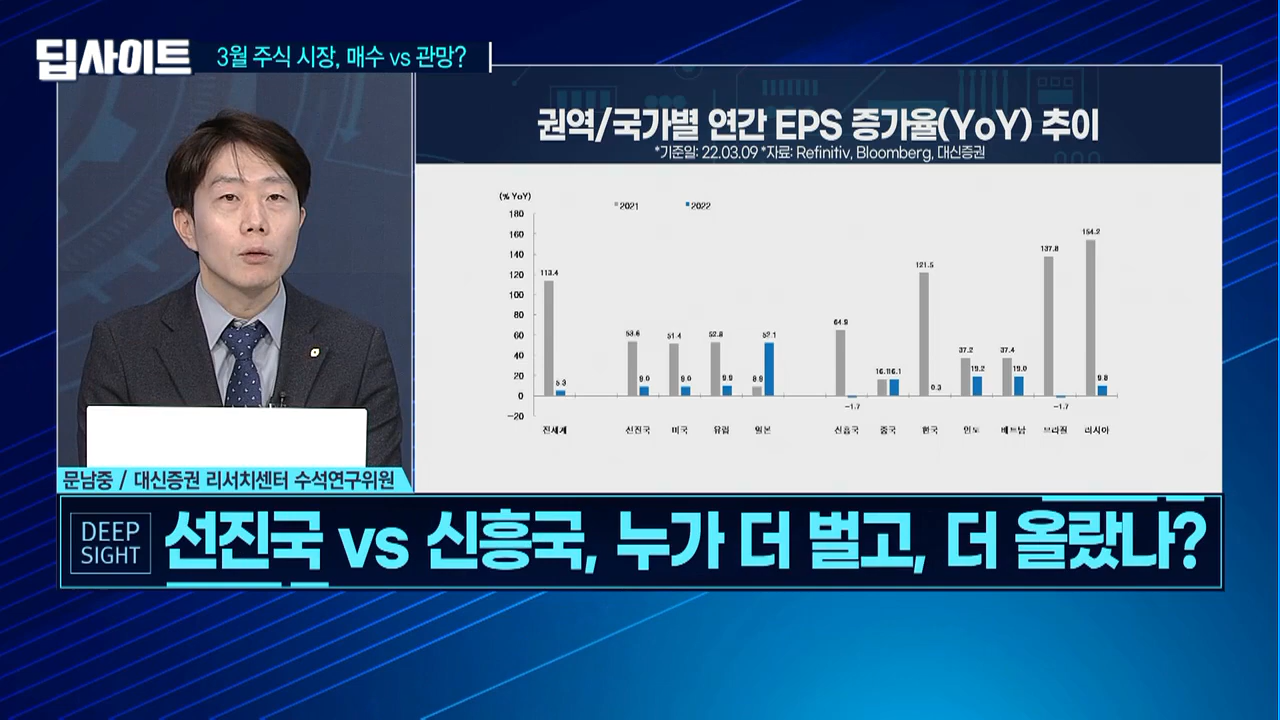 딥사이트
3월 주식 시장, 매수 vs 관망?
권역/국가별 연간 EPS 증가율(YoY) 추이
*기준일: 22.03.09 *자료: Refinitiv, Bloomberg, 대신증권
(% YoY)
2021 2022
180
160
140
120
100
80
60
40
20
0
-20
113.4 5.3
53.6 9.0
51.4 9.0
52.8 9.9
8.9 52.1
64.9 -1.7
16.1 16.1
121.5 0.3
37.2 19.2
37.4 19.0
137.8 -1.7
154.2 9.8
전세계 선진국 미국 유럽 일본 신흥국 중국 한국 인도 베트남 브라질 러시아
문남중 / 대신증권 리서치센터 수석연구위원
DEEP
SIGHT
선진국 vs 신흥국, 누가 더 벌고, 더 올랐나?